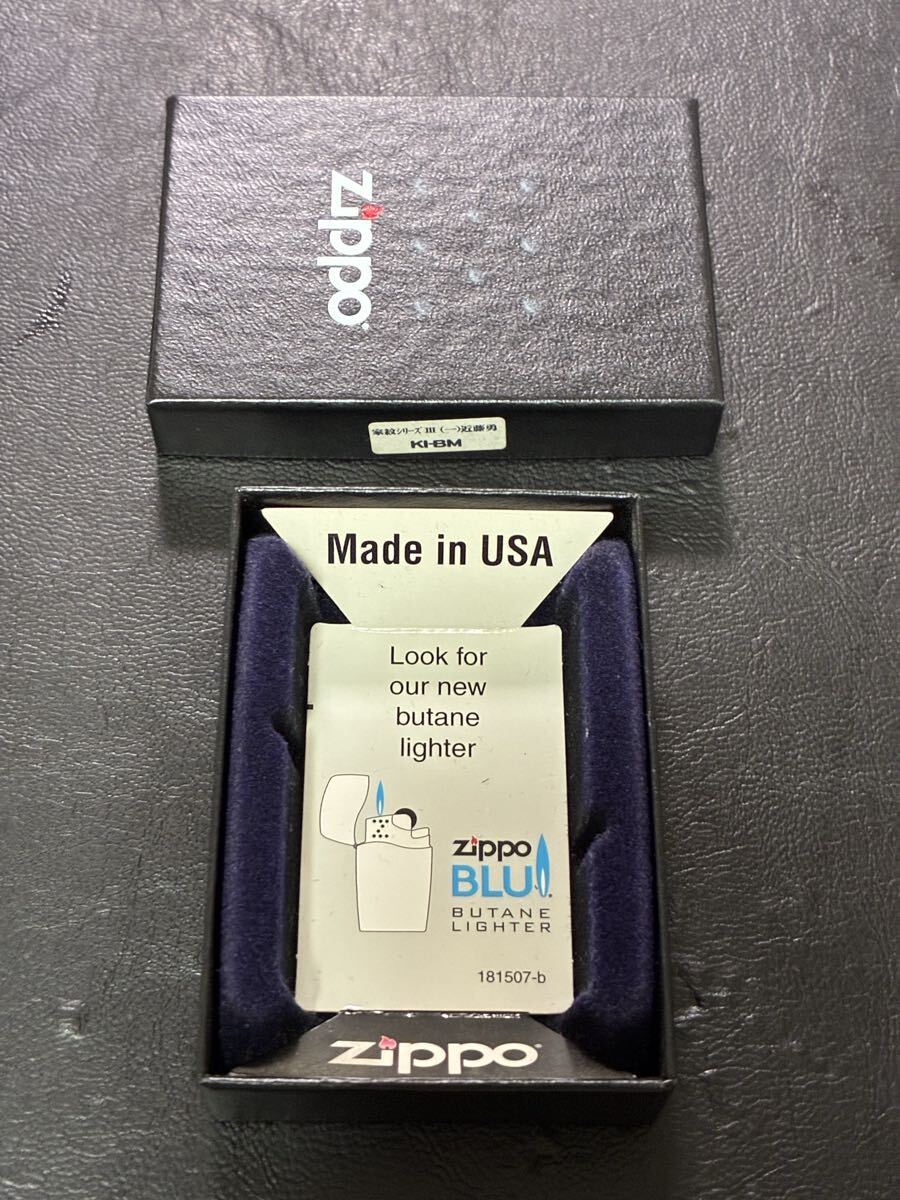 zippo
家紋シリーズ III (一)近藤勇
KI-BM
Made in USA
Look for
our new
butane
lighter
zippo
BLU
BUTANE
LIGHTER
181507-b
zippo